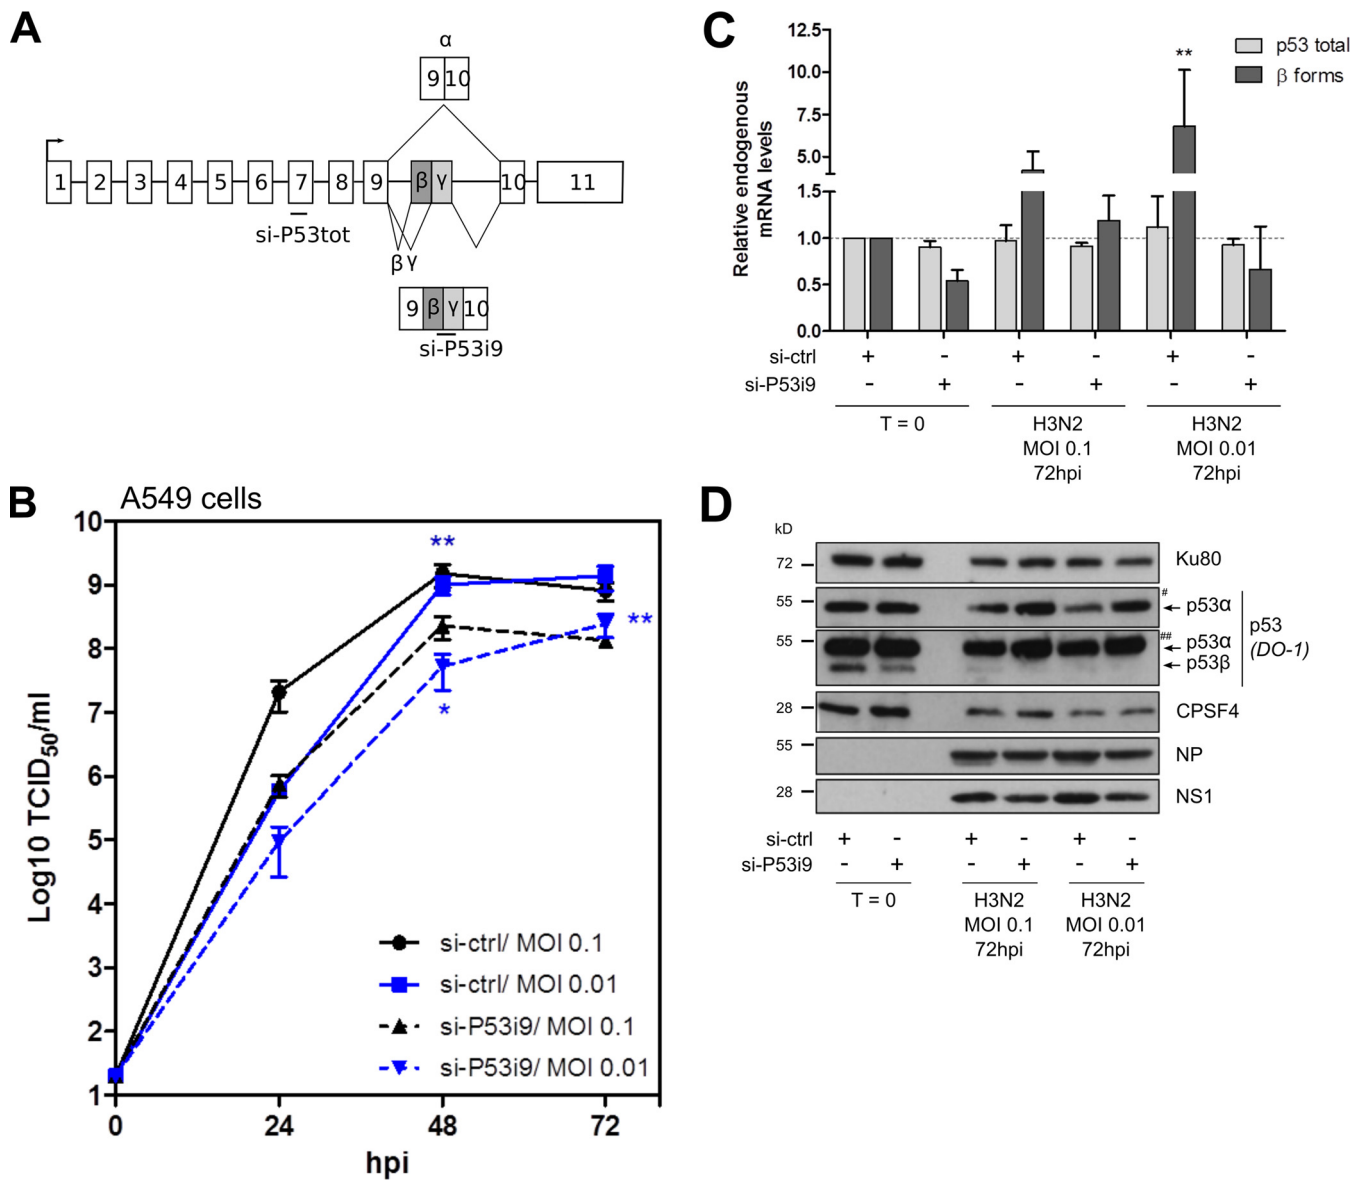 A
α
9 10
1 2 3 4 5 6 7 8 9 β γ 10 11
si-P53tot
β γ
9 β γ 10
si-P53i9
B
A549 cells
Log10 TCID50/ml
10
9
8
7
6
5
4
3
2
1
**
**
*
si-ctrl/ MOI 0.1
si-ctrl/ MOI 0.01
si-P53i9/ MOI 0.1
si-P53i9/ MOI 0.01
0 24 48 72
hpi
C
Relative endogenous
mRNA levels
12.5
10.0
7.5
5.0
1.5
1.0
0.5
0.0
**
p53 total
β forms
si-ctrl + - + - + -
si-P53i9 - + - + - +
T = 0
H3N2
MOI 0.1
72hpi
H3N2
MOI 0.01
72hpi
D
kD
72 Ku80
55 # p53α
55 ## p53α
p53β
p53
(DO-1)
28 CPSF4
55 NP
28 NS1
si-ctrl + - + - + -
si-P53i9 - + - + - +
T = 0
H3N2
MOI 0.1
72hpi
H3N2
MOI 0.01
72hpi